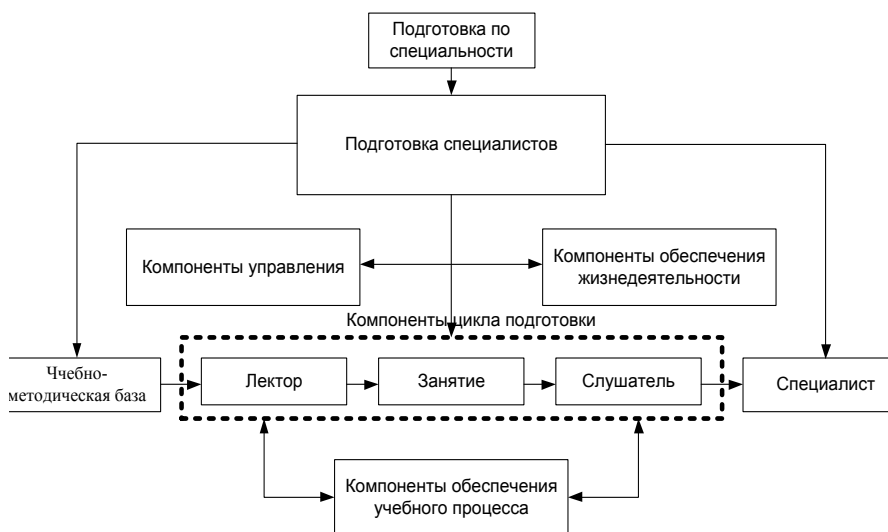 Подготовка по
специальности
Подготовка специалистов
Компоненты управления
Компоненты обеспечения
жизнедеятельности
Компоненты цикла подготовки
Ччебно-
методическая база
Лектор
Занятие
Слушатель
Специалист
Компоненты обеспечения
учебного процесса